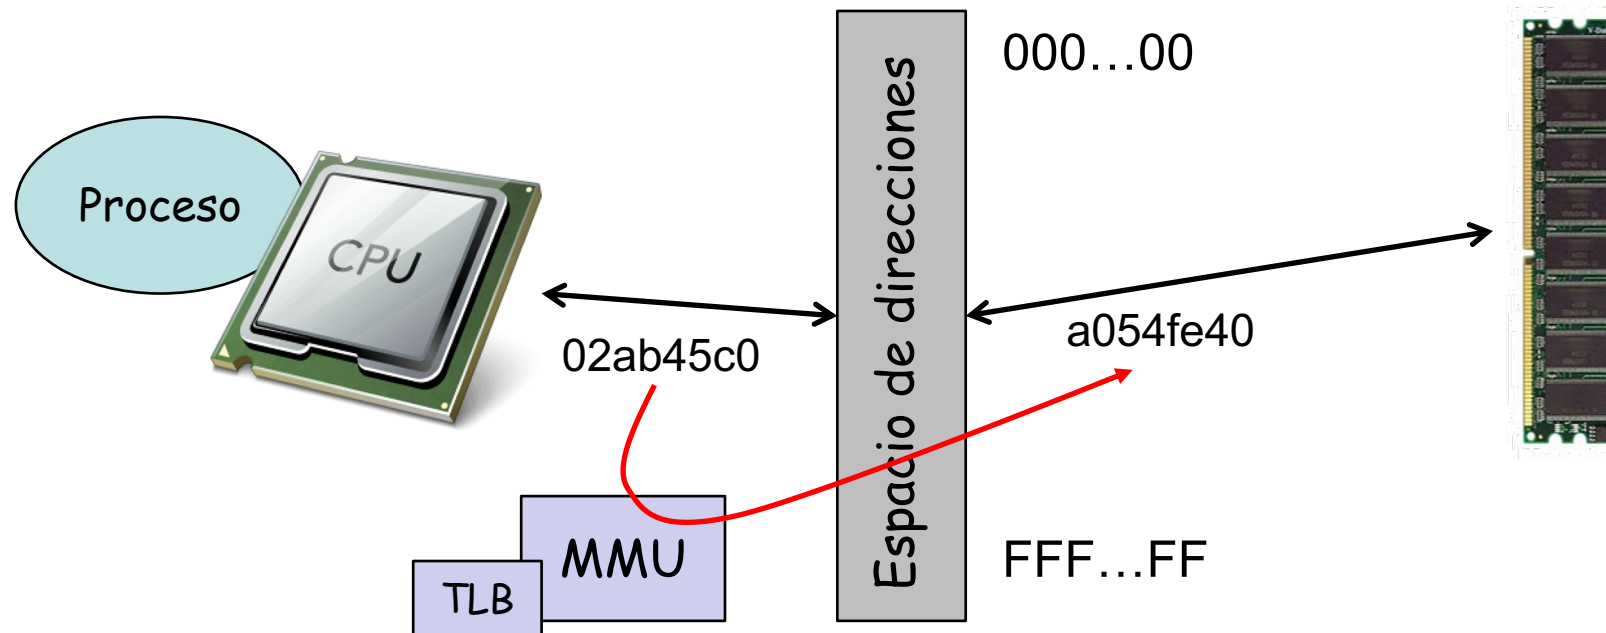 000…00
Proceso
CPU
Espacio de direcciones
02ab45c0
a054fe40
MMU
TLB
FFF…FF